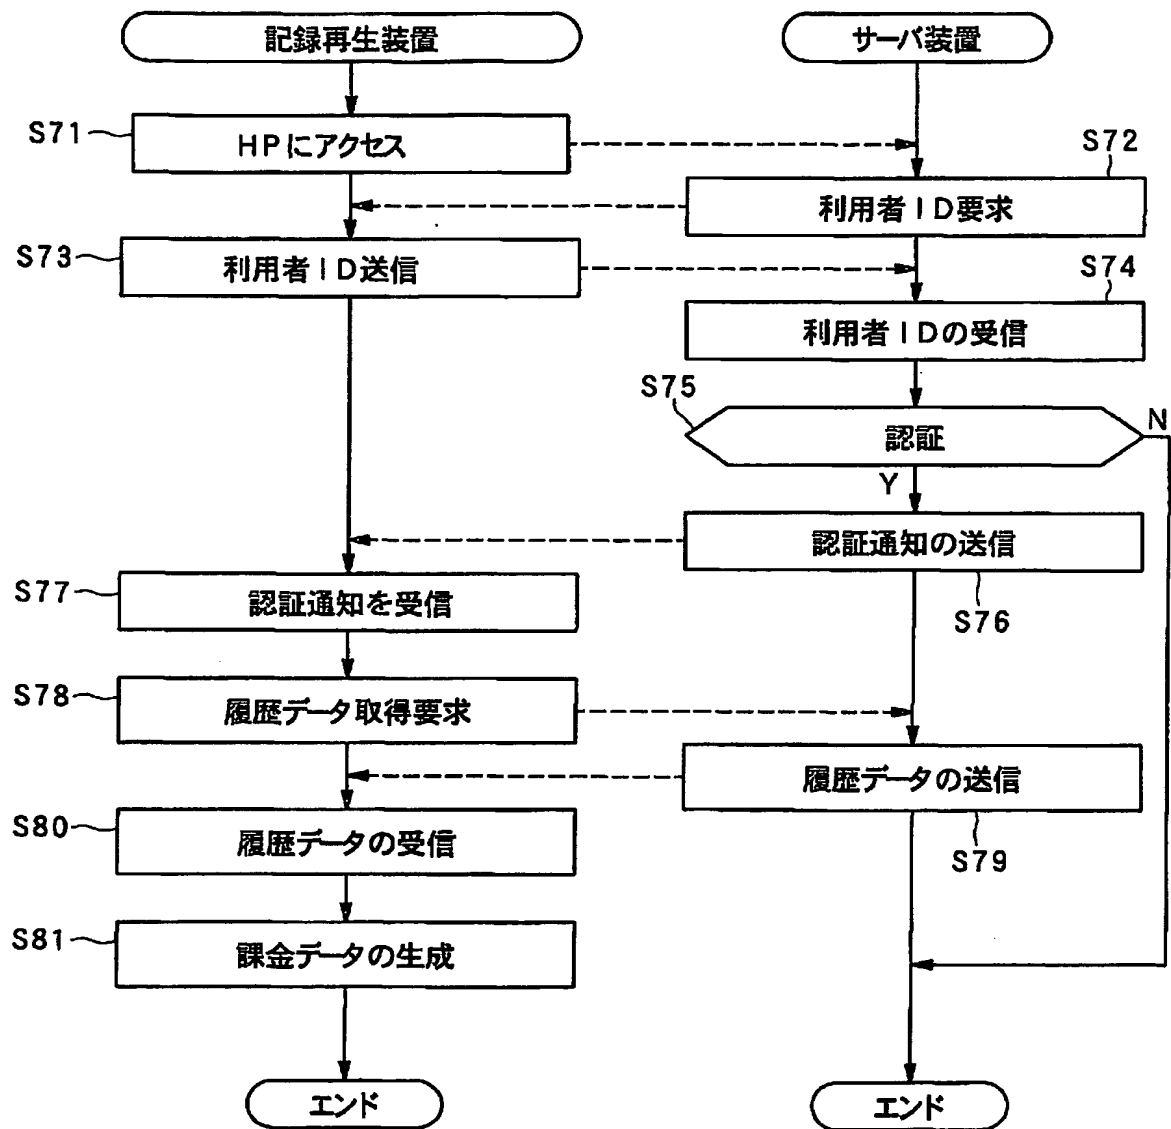 記録再生装置
サーバ装置
S71
HPにアクセス
S72
利用者ID要求
S73
利用者ID送信
S74
利用者IDの受信
S75
認証
N
Y
認証通知の送信
S76
S77
認証通知を受信
S78
履歴データ取得要求
履歴データの送信
S79
S80
履歴データの受信
S81
課金データの生成
エンド
エンド